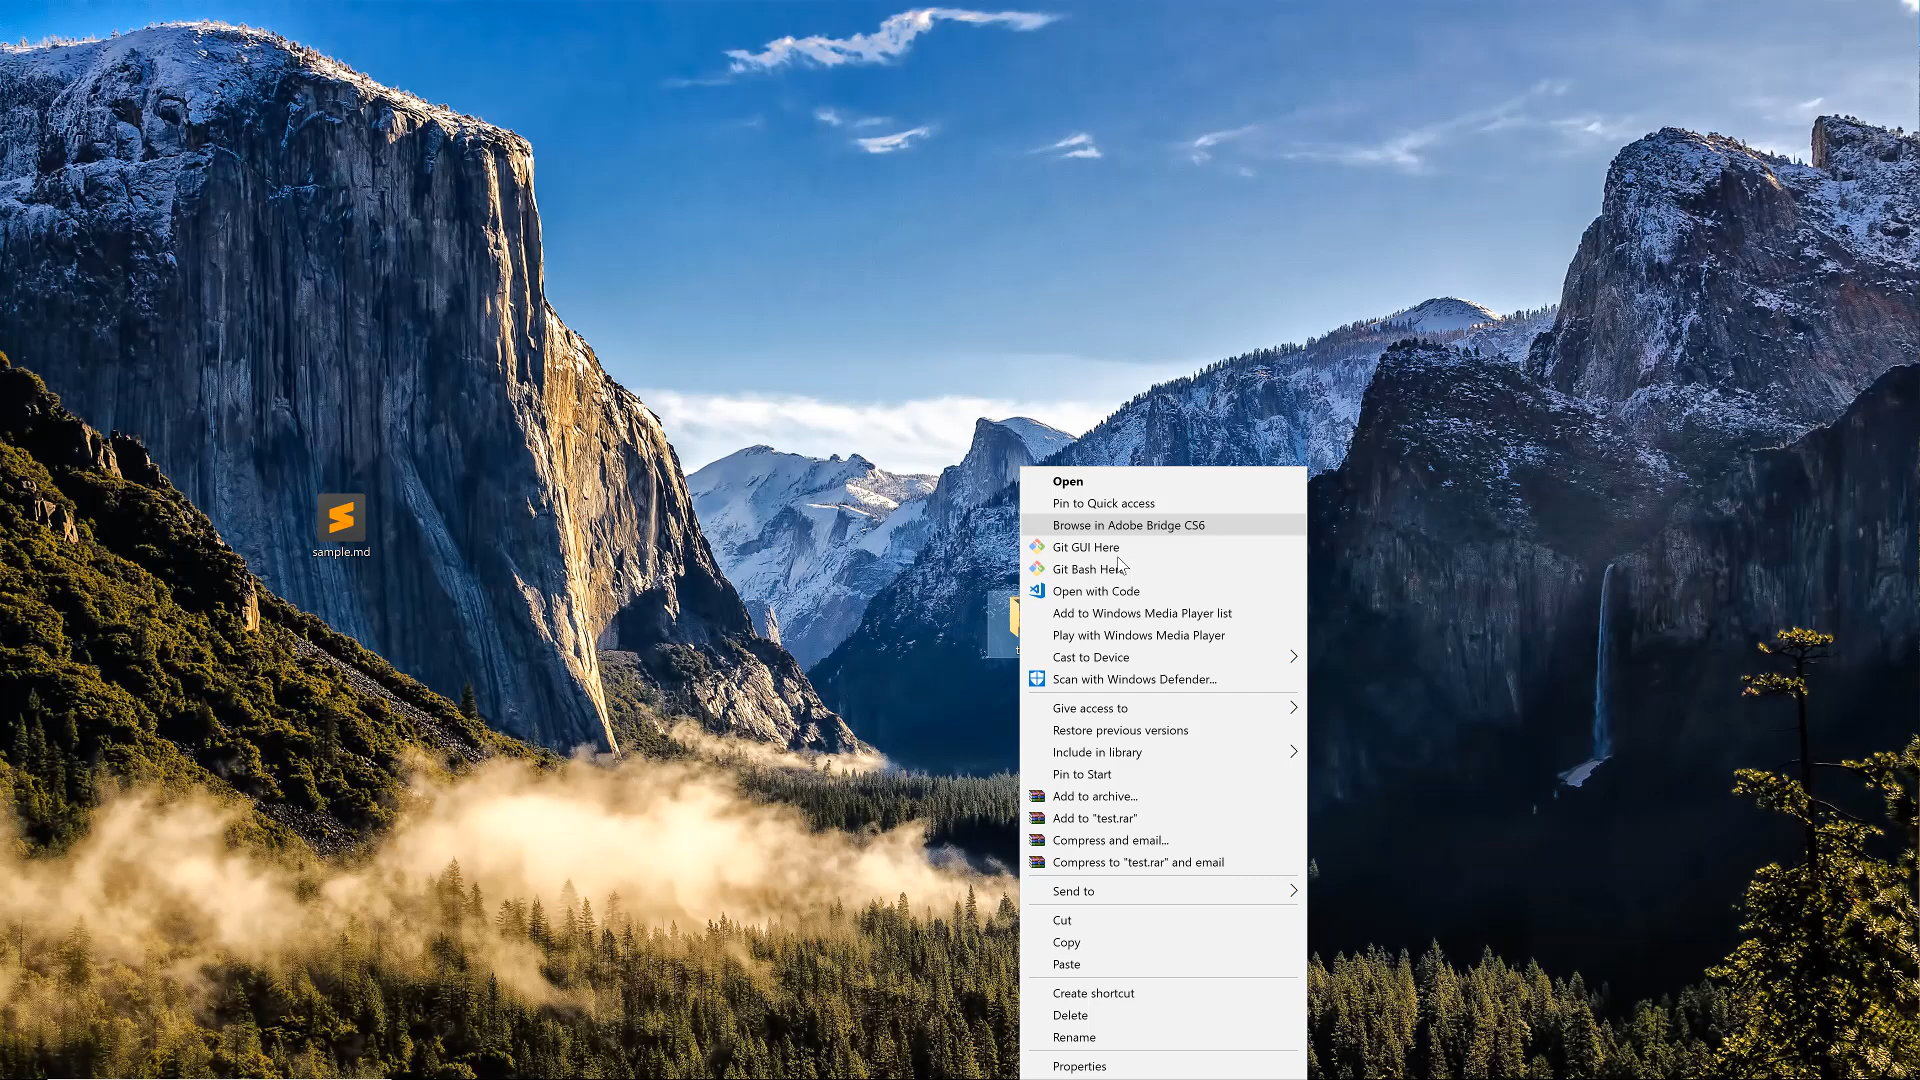 sample.md
Open
Pin to Quick access
Browse in Adobe Bridge CS6
Git GUI Here
Git Bash Here
Open with Code
Add to Windows Media Player list
Play with Windows Media Player
Cast to Device
Scan with Windows Defender...
Give access to
Restore previous versions
Include in library
Pin to Start
Add to archive...
Add to "test.rar"
Compress and email...
Compress to "test.rar" and email
Send to
Cut
Copy
Paste
Create shortcut
Delete
Rename
Properties